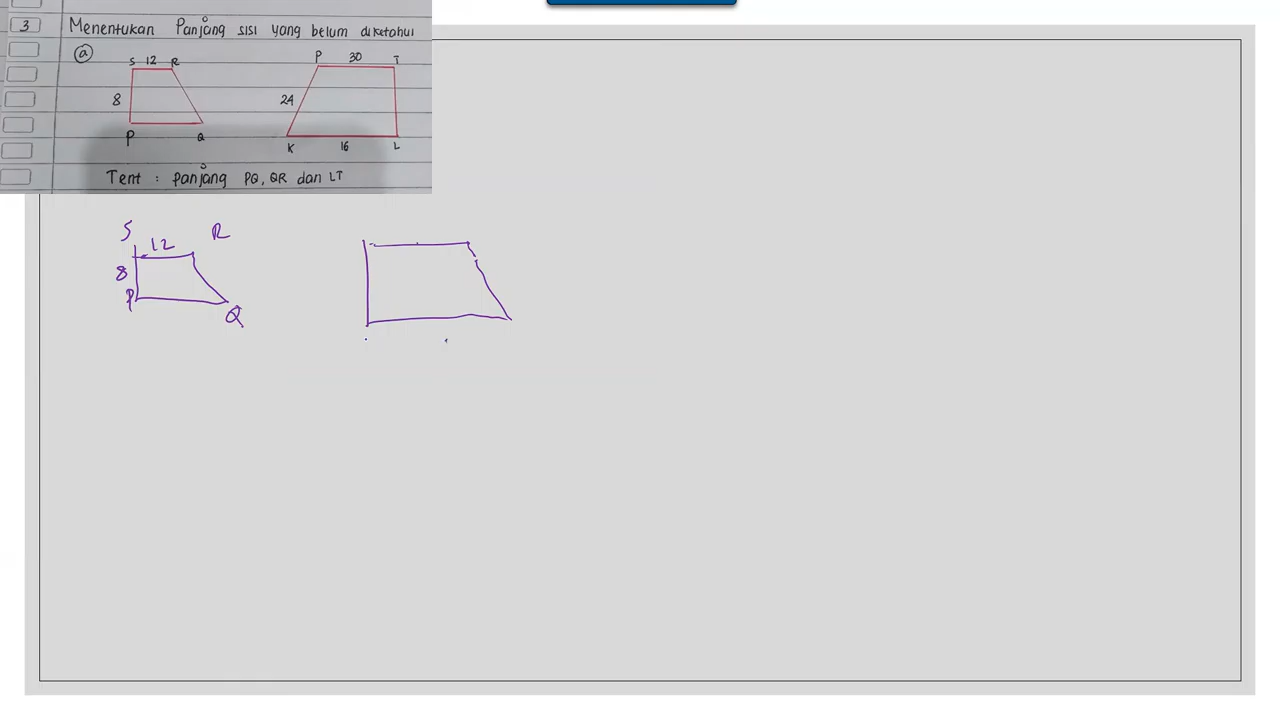 3 Menentukan Panjang sisi yang belum diketahui
a
S 12 R
P 30 T
8
24
P Q
K 16 L
Tent : panjang PQ, QR dan LT
S R
12
8
P
Q